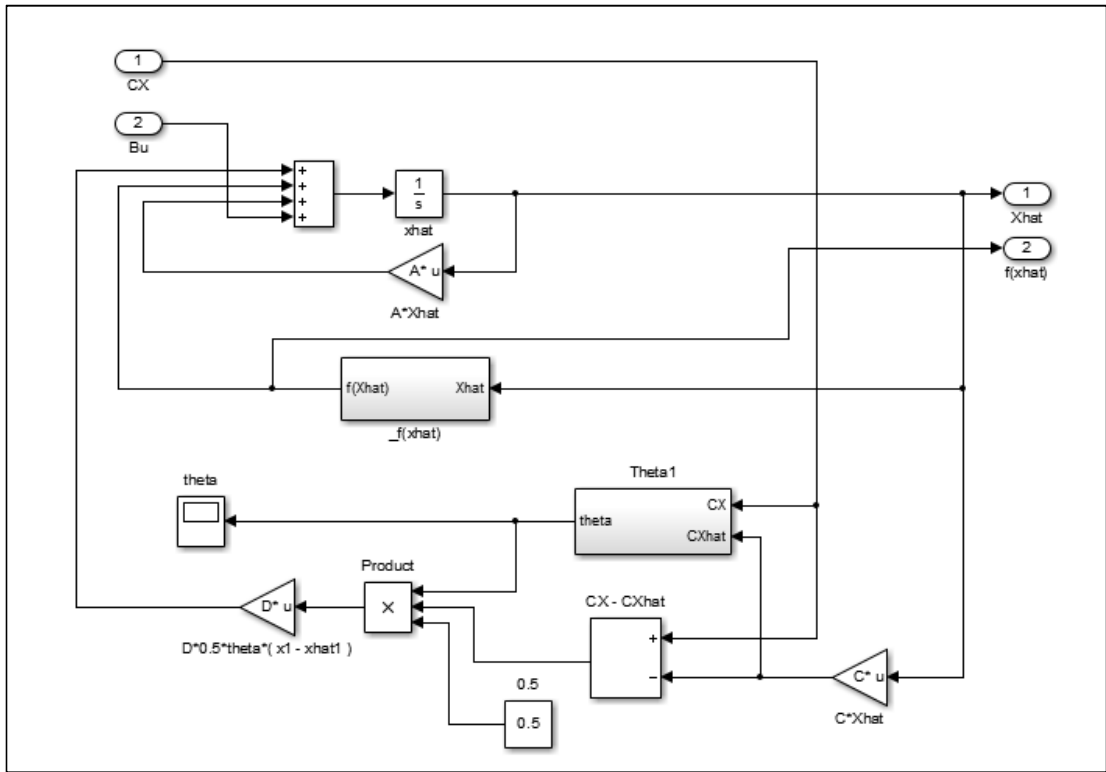 1
CX
2
Bu
+
+
+
+
1
s
xhat
1
Xhat
2
f(xhat)
A* u
A*Xhat
f(Xhat) Xhat
_f(xhat)
theta
Theta1
CX
theta
CXhat
Product
×
D* u
D*0.5*theta*( x1 - xhat1 )
CX - CXhat
+
−
C* u
C*Xhat
0.5
0.5